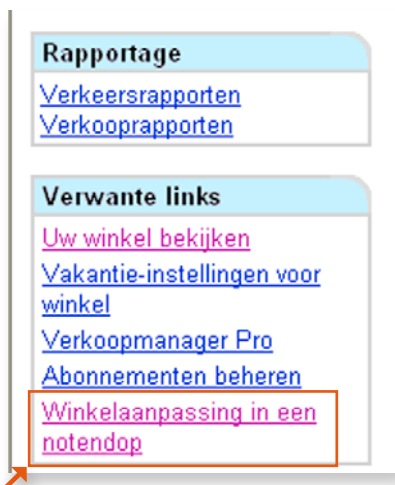 Rapportage
Verkeersrapporten
Verkooprapporten
Verwante links
Uw winkel bekijken
Vakantie-instellingen voor
winkel
Verkoopmanager Pro
Abonnementen beheren
Winkelaanpassing in een
notendop